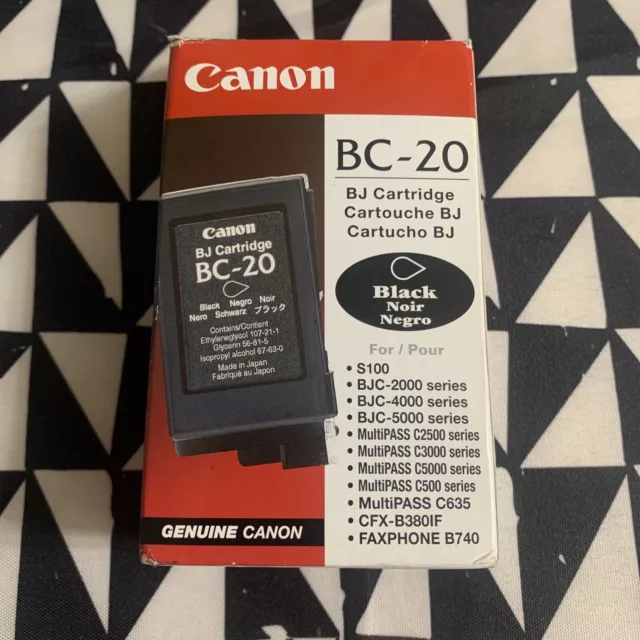 Canon
BC-20
BJ Cartridge
Cartouche BJ
Cartucho BJ
Black
Noir
Negro
For / Pour
• S100
• BJC-2000 series
• BJC-4000 series
• BJC-5000 series
• MultiPASS C2500 series
• MultiPASS C3000 series
• MultiPASS C5000 series
• MultiPASS C500 series
• MultiPASS C635
• CFX-B380IF
• FAXPHONE B740
Canon
BJ Cartridge
BC-20
Black Negro Noir
Nero Schwarz ブラック
Contains/Contient
Ethyleneglycol 107-21-1
Glycerin 56-81-5
Isopropyl alcohol 67-63-0
Made in Japan
Fabriqué au Japon
GENUINE CANON